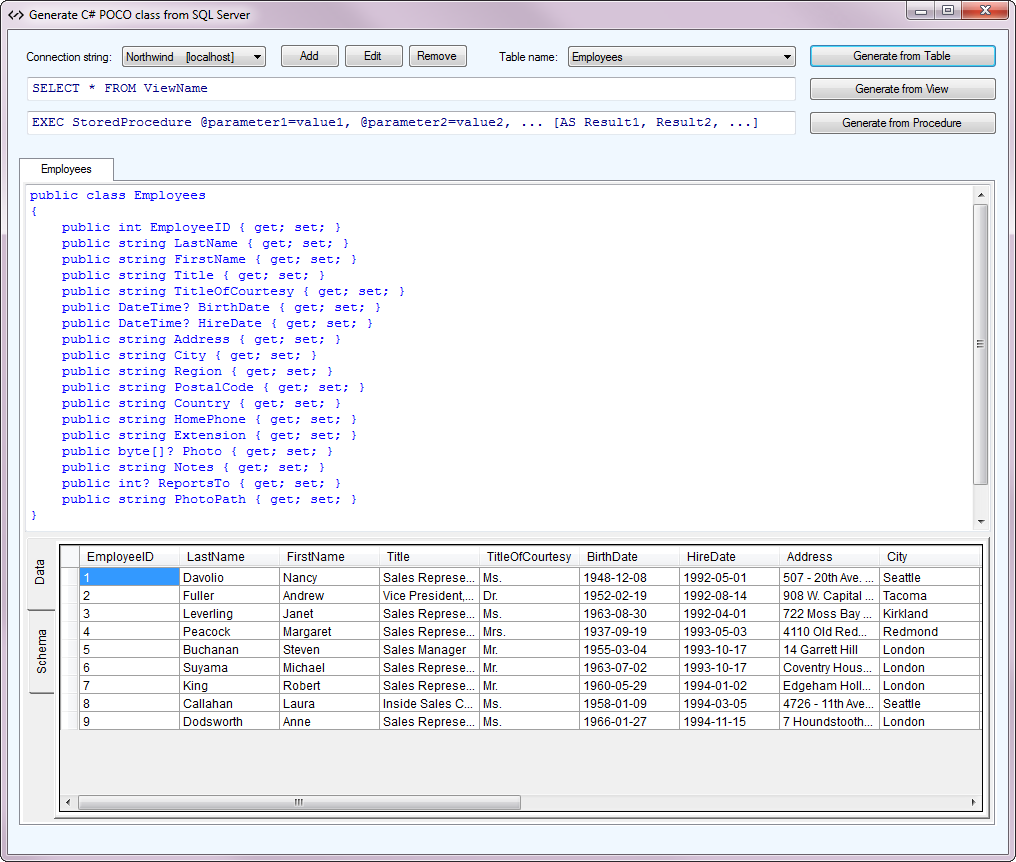 Generate C# POCO class from SQL Server
Connection string: Northwind [localhost] Add Edit Remove Table name: Employees Generate from Table
SELECT * FROM ViewName Generate from View
EXEC StoredProcedure @parameter1=value1, @parameter2=value2, ... [AS Result1, Result2, ...] Generate from Procedure
Employees
public class Employees
{
public int EmployeeID { get; set; }
public string LastName { get; set; }
public string FirstName { get; set; }
public string Title { get; set; }
public string TitleOfCourtesy { get; set; }
public DateTime? BirthDate { get; set; }
public DateTime? HireDate { get; set; }
public string Address { get; set; }
public string City { get; set; }
public string Region { get; set; }
public string PostalCode { get; set; }
public string Country { get; set; }
public string HomePhone { get; set; }
public string Extension { get; set; }
public byte[]? Photo { get; set; }
public string Notes { get; set; }
public int? ReportsTo { get; set; }
public string PhotoPath { get; set; }
}
Data
Schema
EmployeeID LastName FirstName Title TitleOfCourtesy BirthDate HireDate Address City
1 Davolio Nancy Sales Represe... Ms. 1948-12-08 1992-05-01 507 - 20th Ave. ... Seattle
2 Fuller Andrew Vice President,... Dr. 1952-02-19 1992-08-14 908 W. Capital ... Tacoma
3 Leverling Janet Sales Represe... Ms. 1963-08-30 1992-04-01 722 Moss Bay ... Kirkland
4 Peacock Margaret Sales Represe... Mrs. 1937-09-19 1993-05-03 4110 Old Red... Redmond
5 Buchanan Steven Sales Manager Mr. 1955-03-04 1993-10-17 14 Garrett Hill London
6 Suyama Michael Sales Represe... Mr. 1963-07-02 1993-10-17 Coventry Hous... London
7 King Robert Sales Represe... Mr. 1960-05-29 1994-01-02 Edgeham Holl... London
8 Callahan Laura Inside Sales C... Ms. 1958-01-09 1994-03-05 4726 - 11th Ave... Seattle
9 Dodsworth Anne Sales Represe... Ms. 1966-01-27 1994-11-15 7 Houndstooth... London